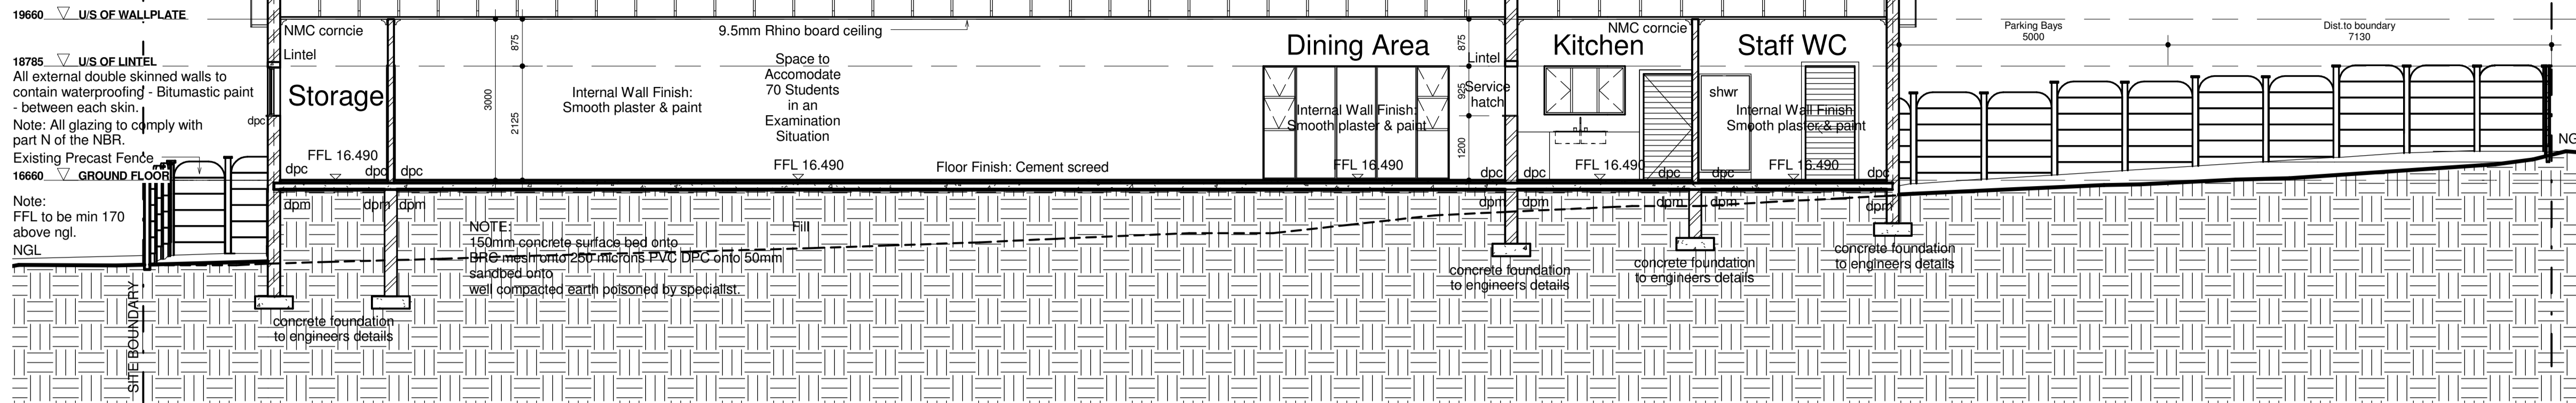 19660 U/S OF WALLPLATE
18785 U/S OF LINTEL
All external double skinned walls to
contain waterproofing - Bitumastic paint
- between each skin.
Note: All glazing to comply with
part N of the NBR.
Existing Precast Fence
16660 GROUND FLOOR
Note:
FFL to be min 170
above ngl.
NGL
SITE BOUNDARY
NMC corncie
Lintel
Storage
dpc
FFL 16.490
dpc
dpc
dpc
dpm
dpm
dpm
concrete foundation
to engineers details
3000
875
2125
9.5mm Rhino board ceiling
Internal Wall Finish:
Smooth plaster & paint
Space to
Accomodate
70 Students
in an
Examination
Situation
FFL 16.490
Floor Finish: Cement screed
NOTE:
150mm concrete surface bed onto
BRC mesh onto 250 microns PVC DPC onto 50mm
sandbed onto
well compacted earth poisoned by specialist.
Fill
Dining Area
Internal Wall Finish:
Smooth plaster & paint
FFL 16.490
875
925
1200
Lintel
Service
hatch
dpc
dpc
dpm
dpm
concrete foundation
to engineers details
NMC corncie
Kitchen
FFL 16.490
dpc
dpm
concrete foundation
to engineers details
Staff WC
shwr
Internal Wall Finish
Smooth plaster & paint
FFL 16.490
dpc
dpc
dpm
dpm
concrete foundation
to engineers details
Parking Bays
5000
Dist.to boundary
7130
NG